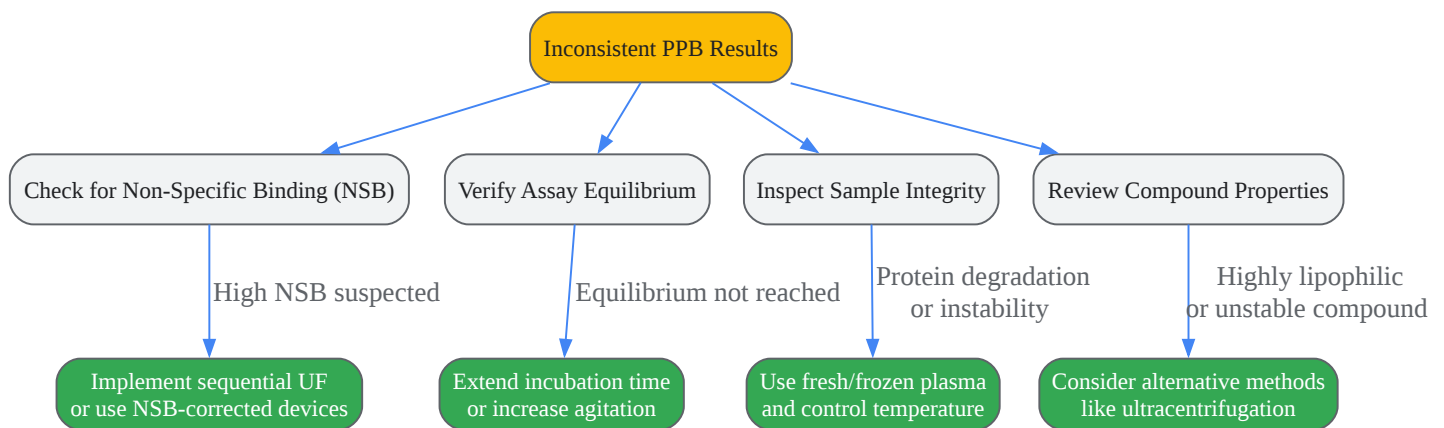 Inconsistent PPB Results
Check for Non-Specific Binding (NSB)
Verify Assay Equilibrium
Inspect Sample Integrity
Review Compound Properties
High NSB suspected
Equilibrium not reached
Protein degradation
or instability
Highly lipophilic
or unstable compound
Implement sequential UF
or use NSB-corrected devices
Extend incubation time
or increase agitation
Use fresh/frozen plasma
and control temperature
Consider alternative methods
like ultracentrifugation